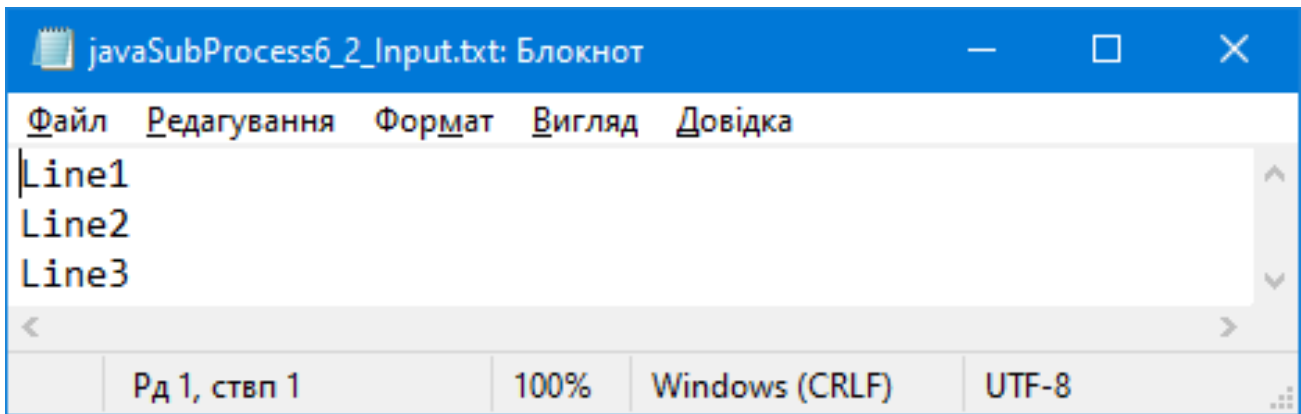 javaSubProcess6_2_Input.txt: Блокнот
Файл Редагування Формат Вигляд Довідка
Line1
Line2
Line3
Рд 1, ствп 1 100% Windows (CRLF) UTF-8